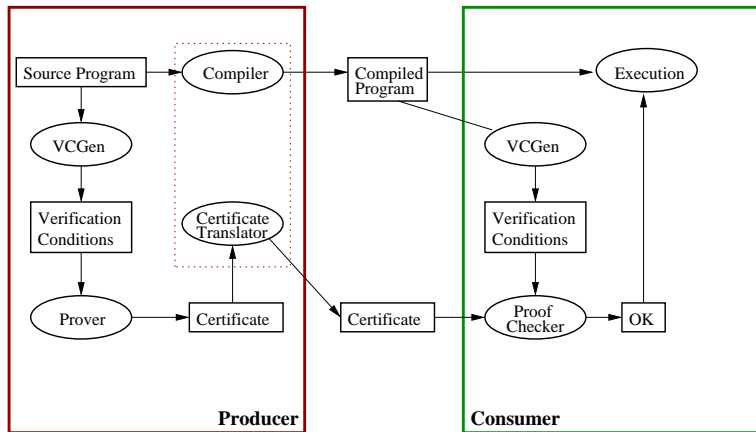 Source Program
Compiler
Compiled
Program
Execution
VCGen
VCGen
Verification
Conditions
Certificate
Translator
Verification
Conditions
Prover
Certificate
Certificate
Proof
Checker
OK
Producer
Consumer